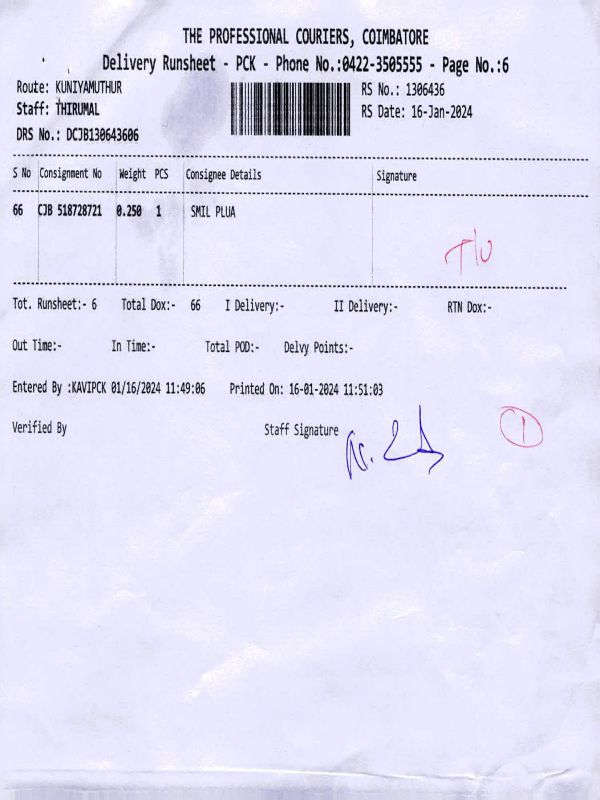 THE PROFESSIONAL COURIERS, COIMBATORE
Delivery Runsheet - PCK - Phone No.:0422-3505555 - Page No.:6
Route: KUNIYAMUTHUR RS No.: 1306436
Staff: THIRUMAL RS Date: 16-Jan-2024
DRS No.: DCJB130643606
S No Consignment No Weight PCS Consignee Details Signature
66 CJB 518728721 0.250 1 SMIL PLUA
Tot. Runsheet:- 6 Total Dox:- 66 I Delivery:- II Delivery:- RTN Dox:-
Out Time:- In Time:- Total POD:- Delvy Points:-
Entered By :KAVIPCK 01/16/2024 11:49:06 Printed On: 16-01-2024 11:51:03
Verified By Staff Signature
1